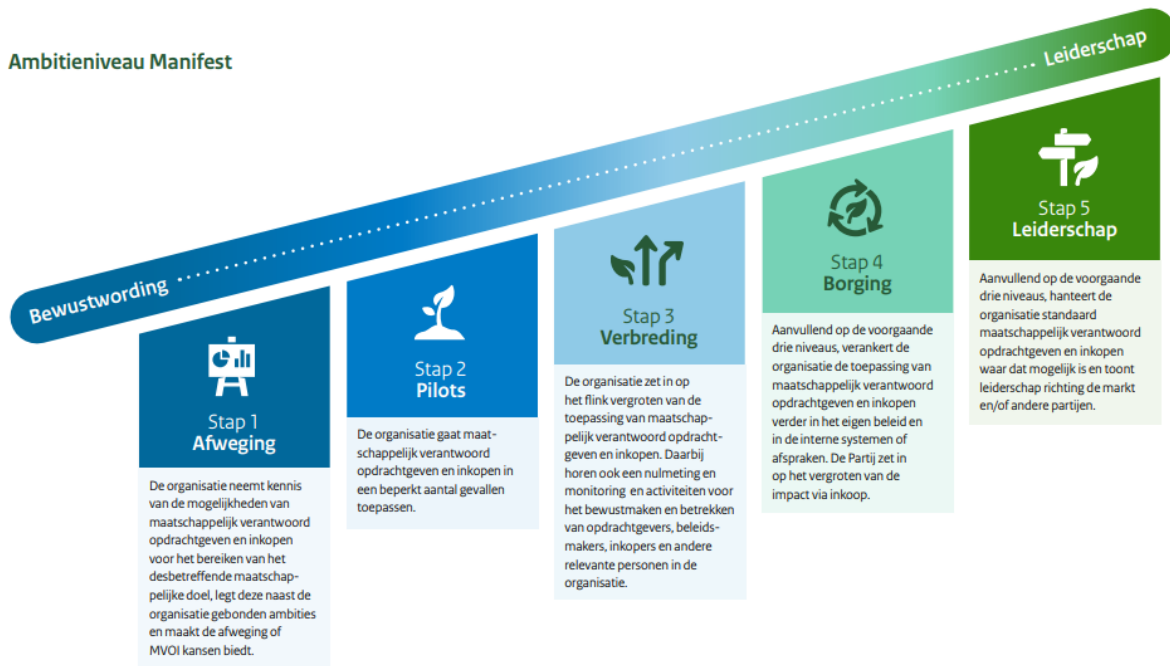 Ambitieniveau Manifest
Bewustwording
Leiderschap
Stap 1
Afweging
De organisatie neemt kennis
van de mogelijkheden van
maatschappelijk verantwoord
opdrachtgeven en inkopen
voor het bereiken van het
desbetreffende maatschap-
pelijke doel, legt deze naast de
organisatie gebonden ambities
en maakt de afweging of
MVOI kansen biedt.
Stap 2
Pilots
De organisatie gaat maat-
schappelijk verantwoord
opdrachtgeven en inkopen in
een beperkt aantal gevallen
toepassen.
Stap 3
Verbreding
De organisatie zet in op
het flink vergroten van de
toepassing van maatschap-
pelijk verantwoord opdracht-
geven en inkopen. Daarbij
horen ook een nulmeting en
monitoring en activiteiten voor
het bewustmaken en betrekken
van opdrachtgevers, beleids-
makers, inkopers en andere
relevante personen in de
organisatie.
Stap 4
Borging
Aanvullend op de voorgaande
drie niveaus, verankert de
organisatie de toepassing van
maatschappelijk verantwoord
opdrachtgeven en inkopen
verder in het eigen beleid en
in de interne systemen of
afspraken. De Partij zet in
op het vergroten van de
impact via inkoop.
Stap 5
Leiderschap
Aanvullend op de voorgaande
drie niveaus, hanteert de
organisatie standaard
maatschappelijk verantwoord
opdrachtgeven en inkopen
waar dat mogelijk is en toont
leiderschap richting de markt
en/of andere partijen.